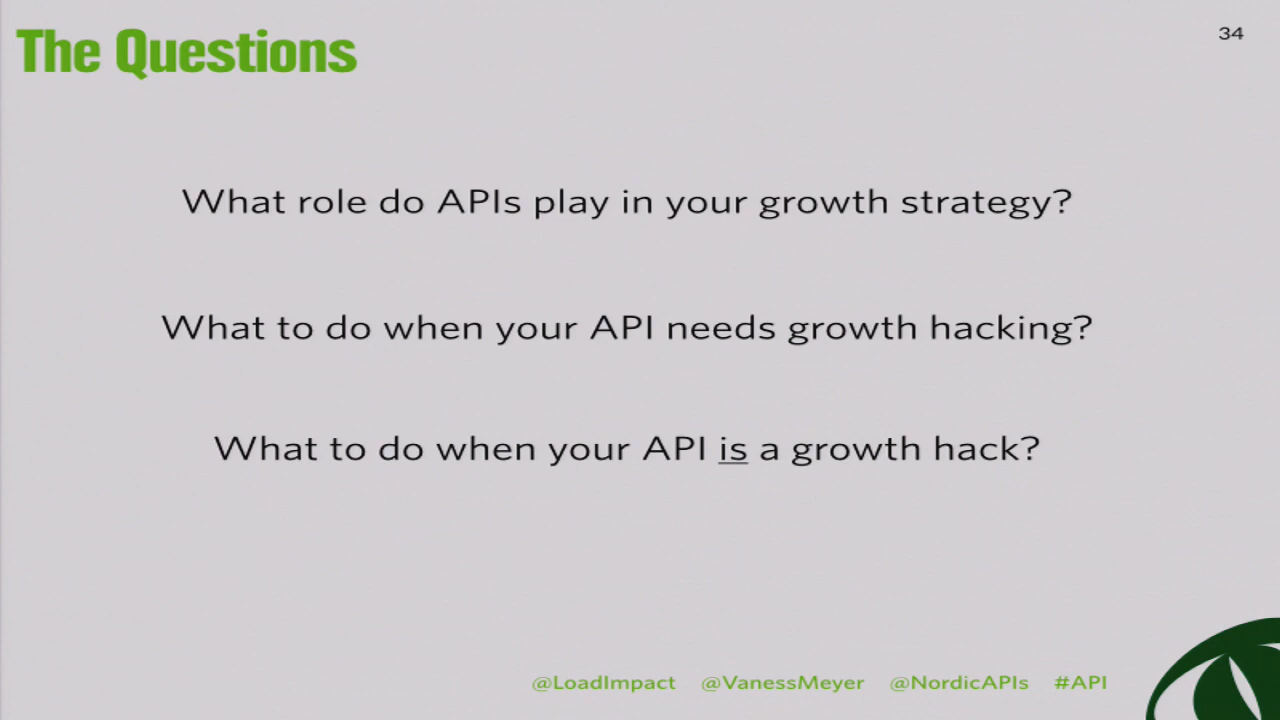 The Questions
34
What role do APIs play in your growth strategy?
What to do when your API needs growth hacking?
What to do when your API is a growth hack?
@LoadImpact @VanessMeyer @NordicAPIs #API